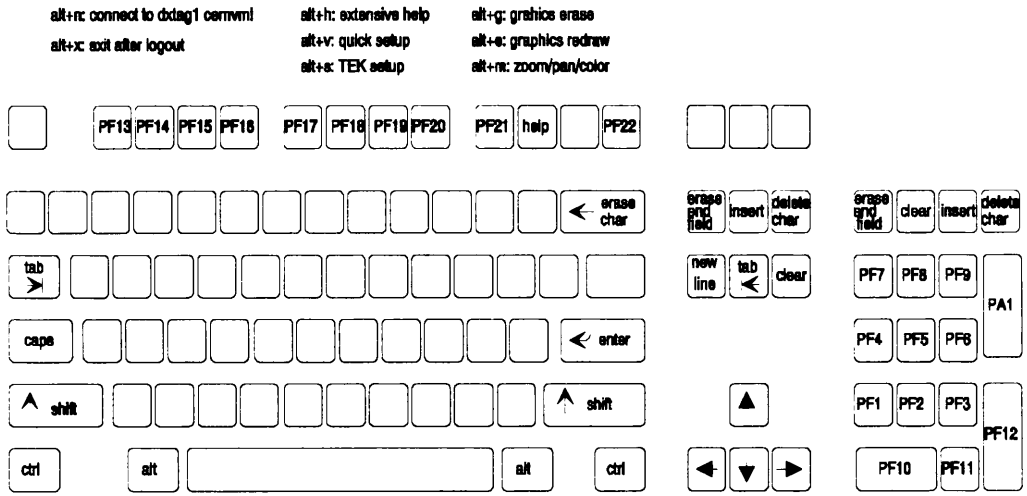 alt+n: connect to dxtag1 cernvm!
alt+x: exit after logout
alt+h: extensive help
alt+v: quick setup
alt+s: TEK setup
alt+g: grahics erase
alt+e: graphics redraw
alt+m: zoom/pan/color
PF13 PF14 PF15 PF16 PF17 PF18 PF19 PF20 PF21 help PF22
erase char
erase end field
insert
delete char
erase end field
clear
insert
delete char
tab
new line
tab
clear
PF7 PF8 PF9
PA1
caps
enter
PF4 PF5 PF6
shift
shift
PF1 PF2 PF3
PF12
ctrl
alt
alt
ctrl
PF10 PF11